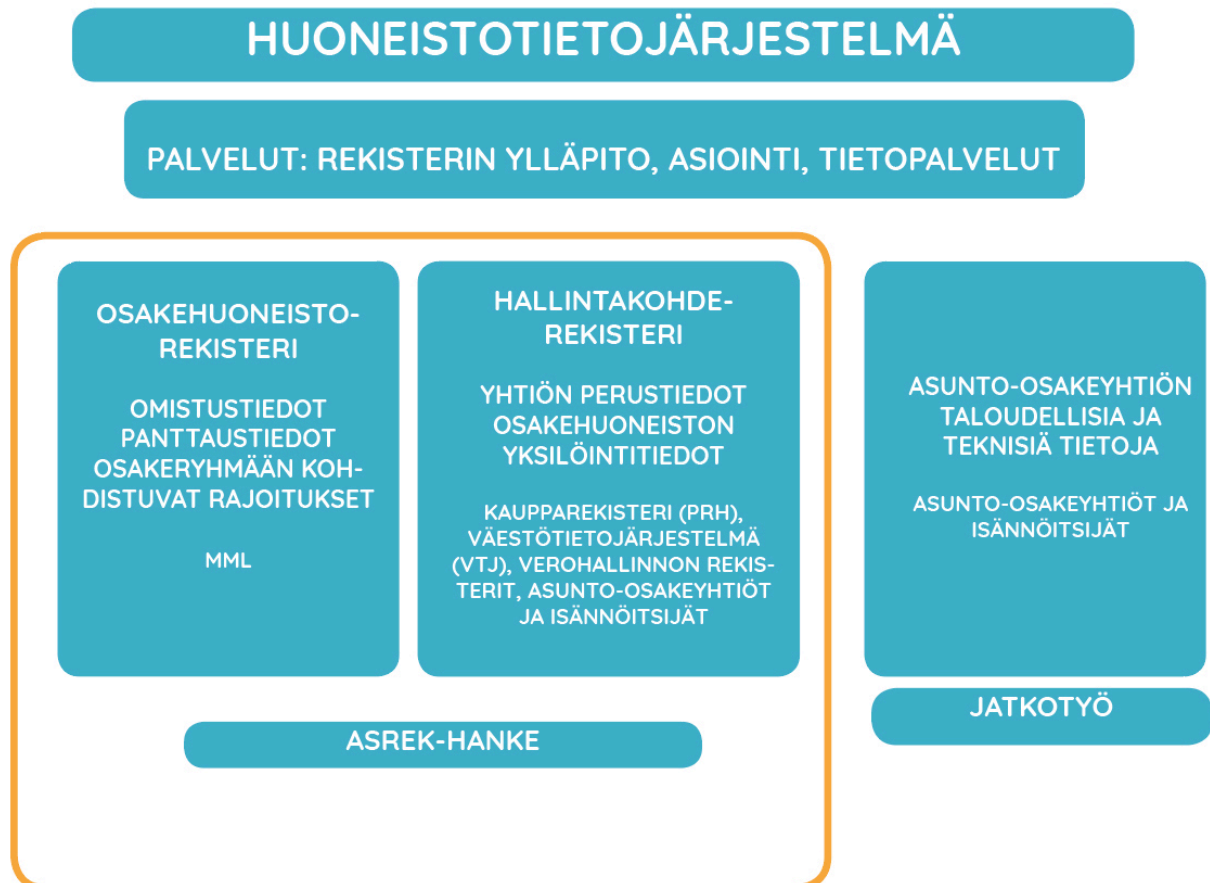 HUONEISTOTIETOJÄRJESTELMÄ
PALVELUT: REKISTERIN YLLÄPITO, ASIOINTI, TIETOPALVELUT
OSAKEHUONEISTO-
REKISTERI
OMISTUSTIEDOT
PANTTAUSTIEDOT
OSAKERYHMÄÄN KOH-
DISTUVAT RAJOITUKSET
MML
HALLINTAKOHDE-
REKISTERI
YHTIÖN PERUSTIEDOT
OSAKEHUONEISTON
YKSILÖINTITIEDOT
KAUPPAREKISTERI (PRH),
VÄESTÖTIETOJÄRJESTELMÄ
(VTJ), VEROHALLINNON REKIS-
TERIT, ASUNTO-OSAKEYHTIÖT
JA ISÄNNÖITSIJÄT
ASREK-HANKE
ASUNTO-OSAKEYHTIÖN
TALOUDELLISIA JA
TEKNISIÄ TIETOJA
ASUNTO-OSAKEYHTIÖT JA
ISÄNNÖITSIJÄT
JATKOTYÖ